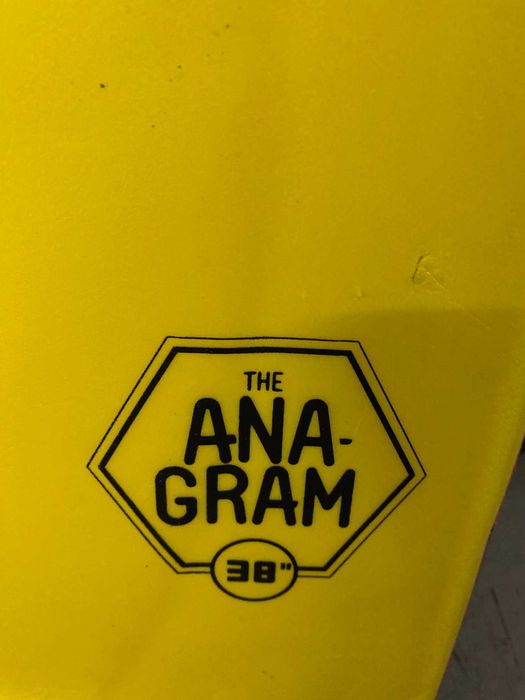 THE
ANA-
GRAM
38"